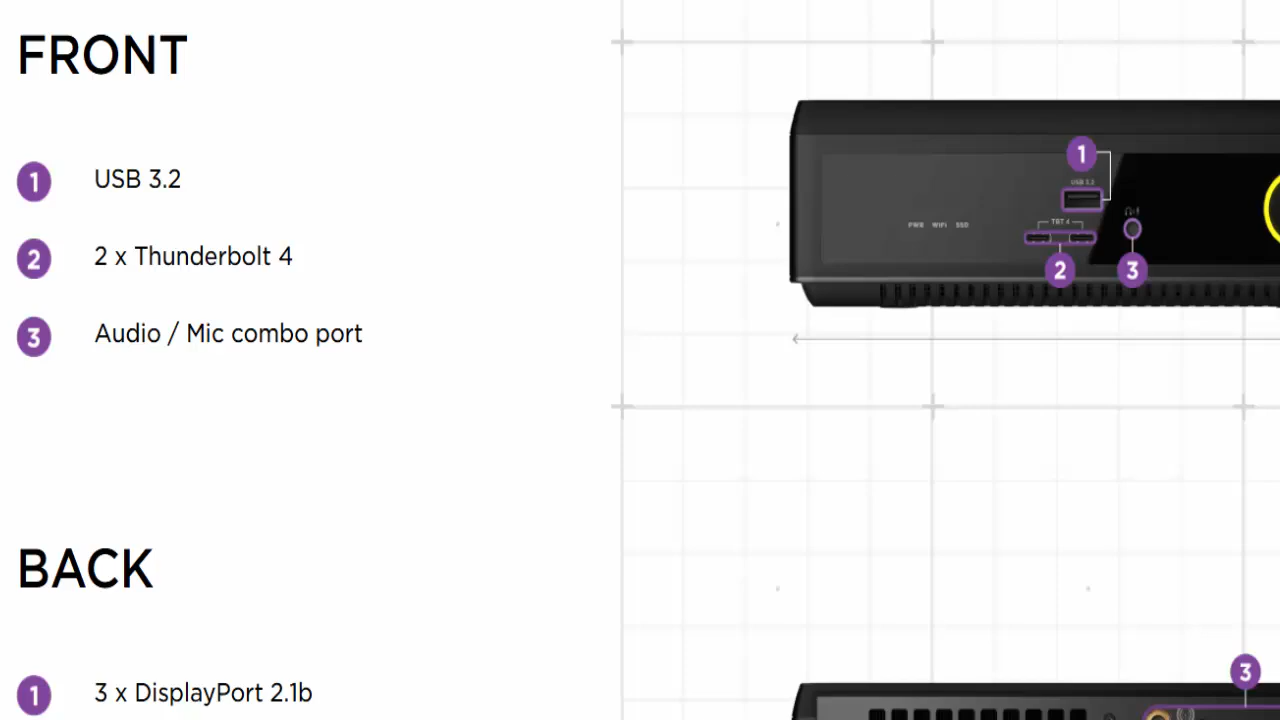 FRONT
1 USB 3.2
2 2 x Thunderbolt 4
3 Audio / Mic combo port
1
USB 3.2
TBT 4
PWR WiFi SSD
2 3
BACK
3
1 3 x DisplayPort 2.1b